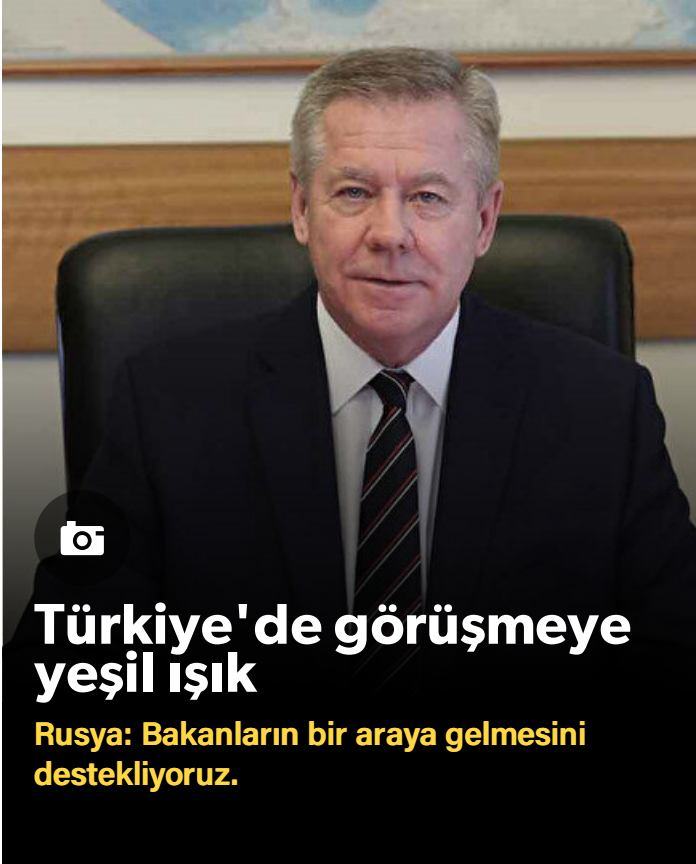 Türkiye'de görüşmeye
yeşil ışık
Rusya: Bakanların bir araya gelmesini
destekliyoruz.